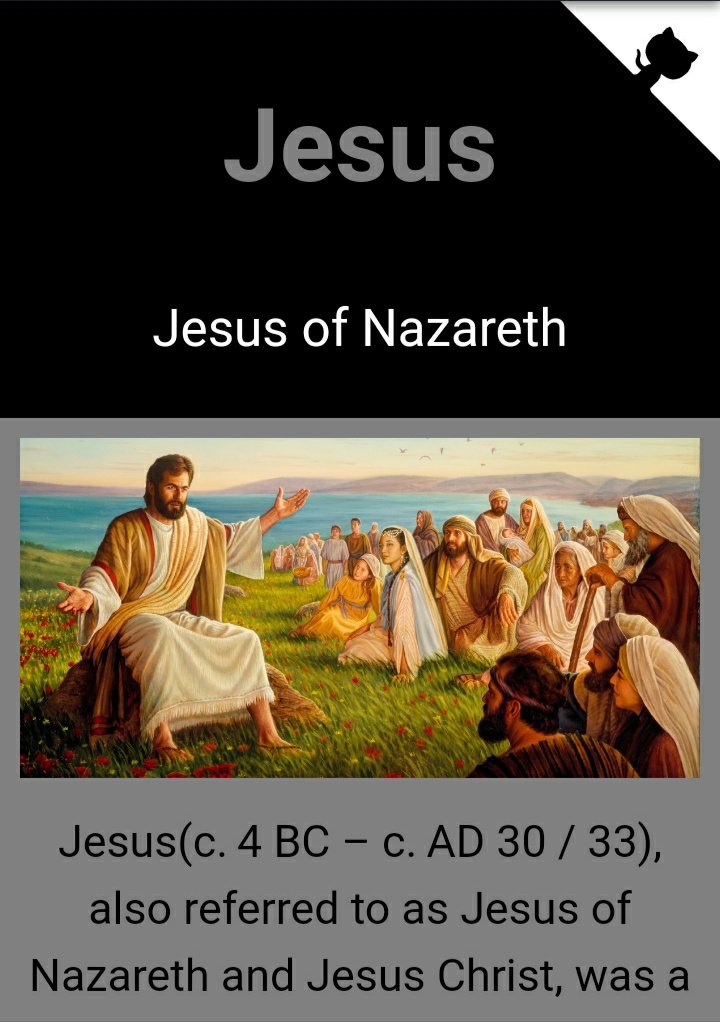 Jesus
Jesus of Nazareth
Jesus(c. 4 BC – c. AD 30 / 33),
also referred to as Jesus of
Nazareth and Jesus Christ, was a